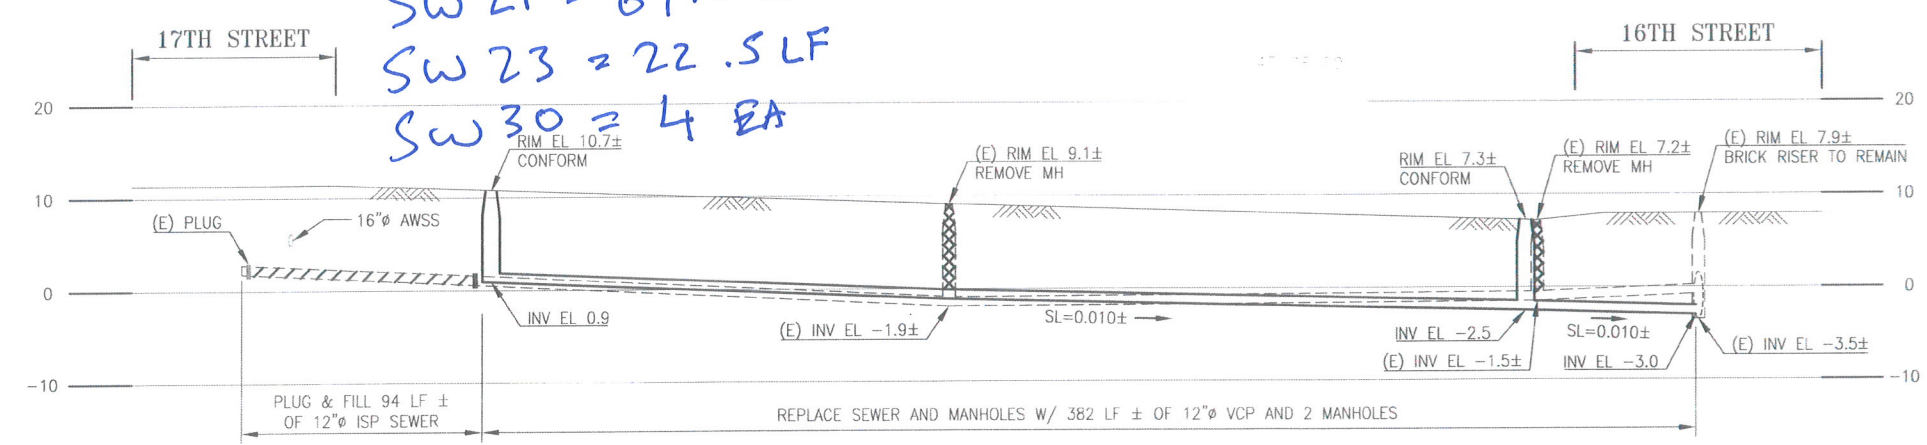 SW 21 =
SW 23 = 22.5 LF
SW 30 = 4 EA
17TH STREET
16TH STREET
20
20
RIM EL 10.7±
CONFORM
(E) RIM EL 9.1±
REMOVE MH
RIM EL 7.3±
CONFORM
(E) RIM EL 7.2±
REMOVE MH
(E) RIM EL 7.9±
BRICK RISER TO REMAIN
10
10
(E) PLUG
16"ø AWSS
0
0
INV EL 0.9
(E) INV EL -1.9±
SL=0.010±
INV EL -2.5
(E) INV EL -1.5±
SL=0.010±
INV EL -3.0
(E) INV EL -3.5±
-10
-10
PLUG & FILL 94 LF ±
OF 12"ø ISP SEWER
REPLACE SEWER AND MANHOLES W/ 382 LF ± OF 12"ø VCP AND 2 MANHOLES